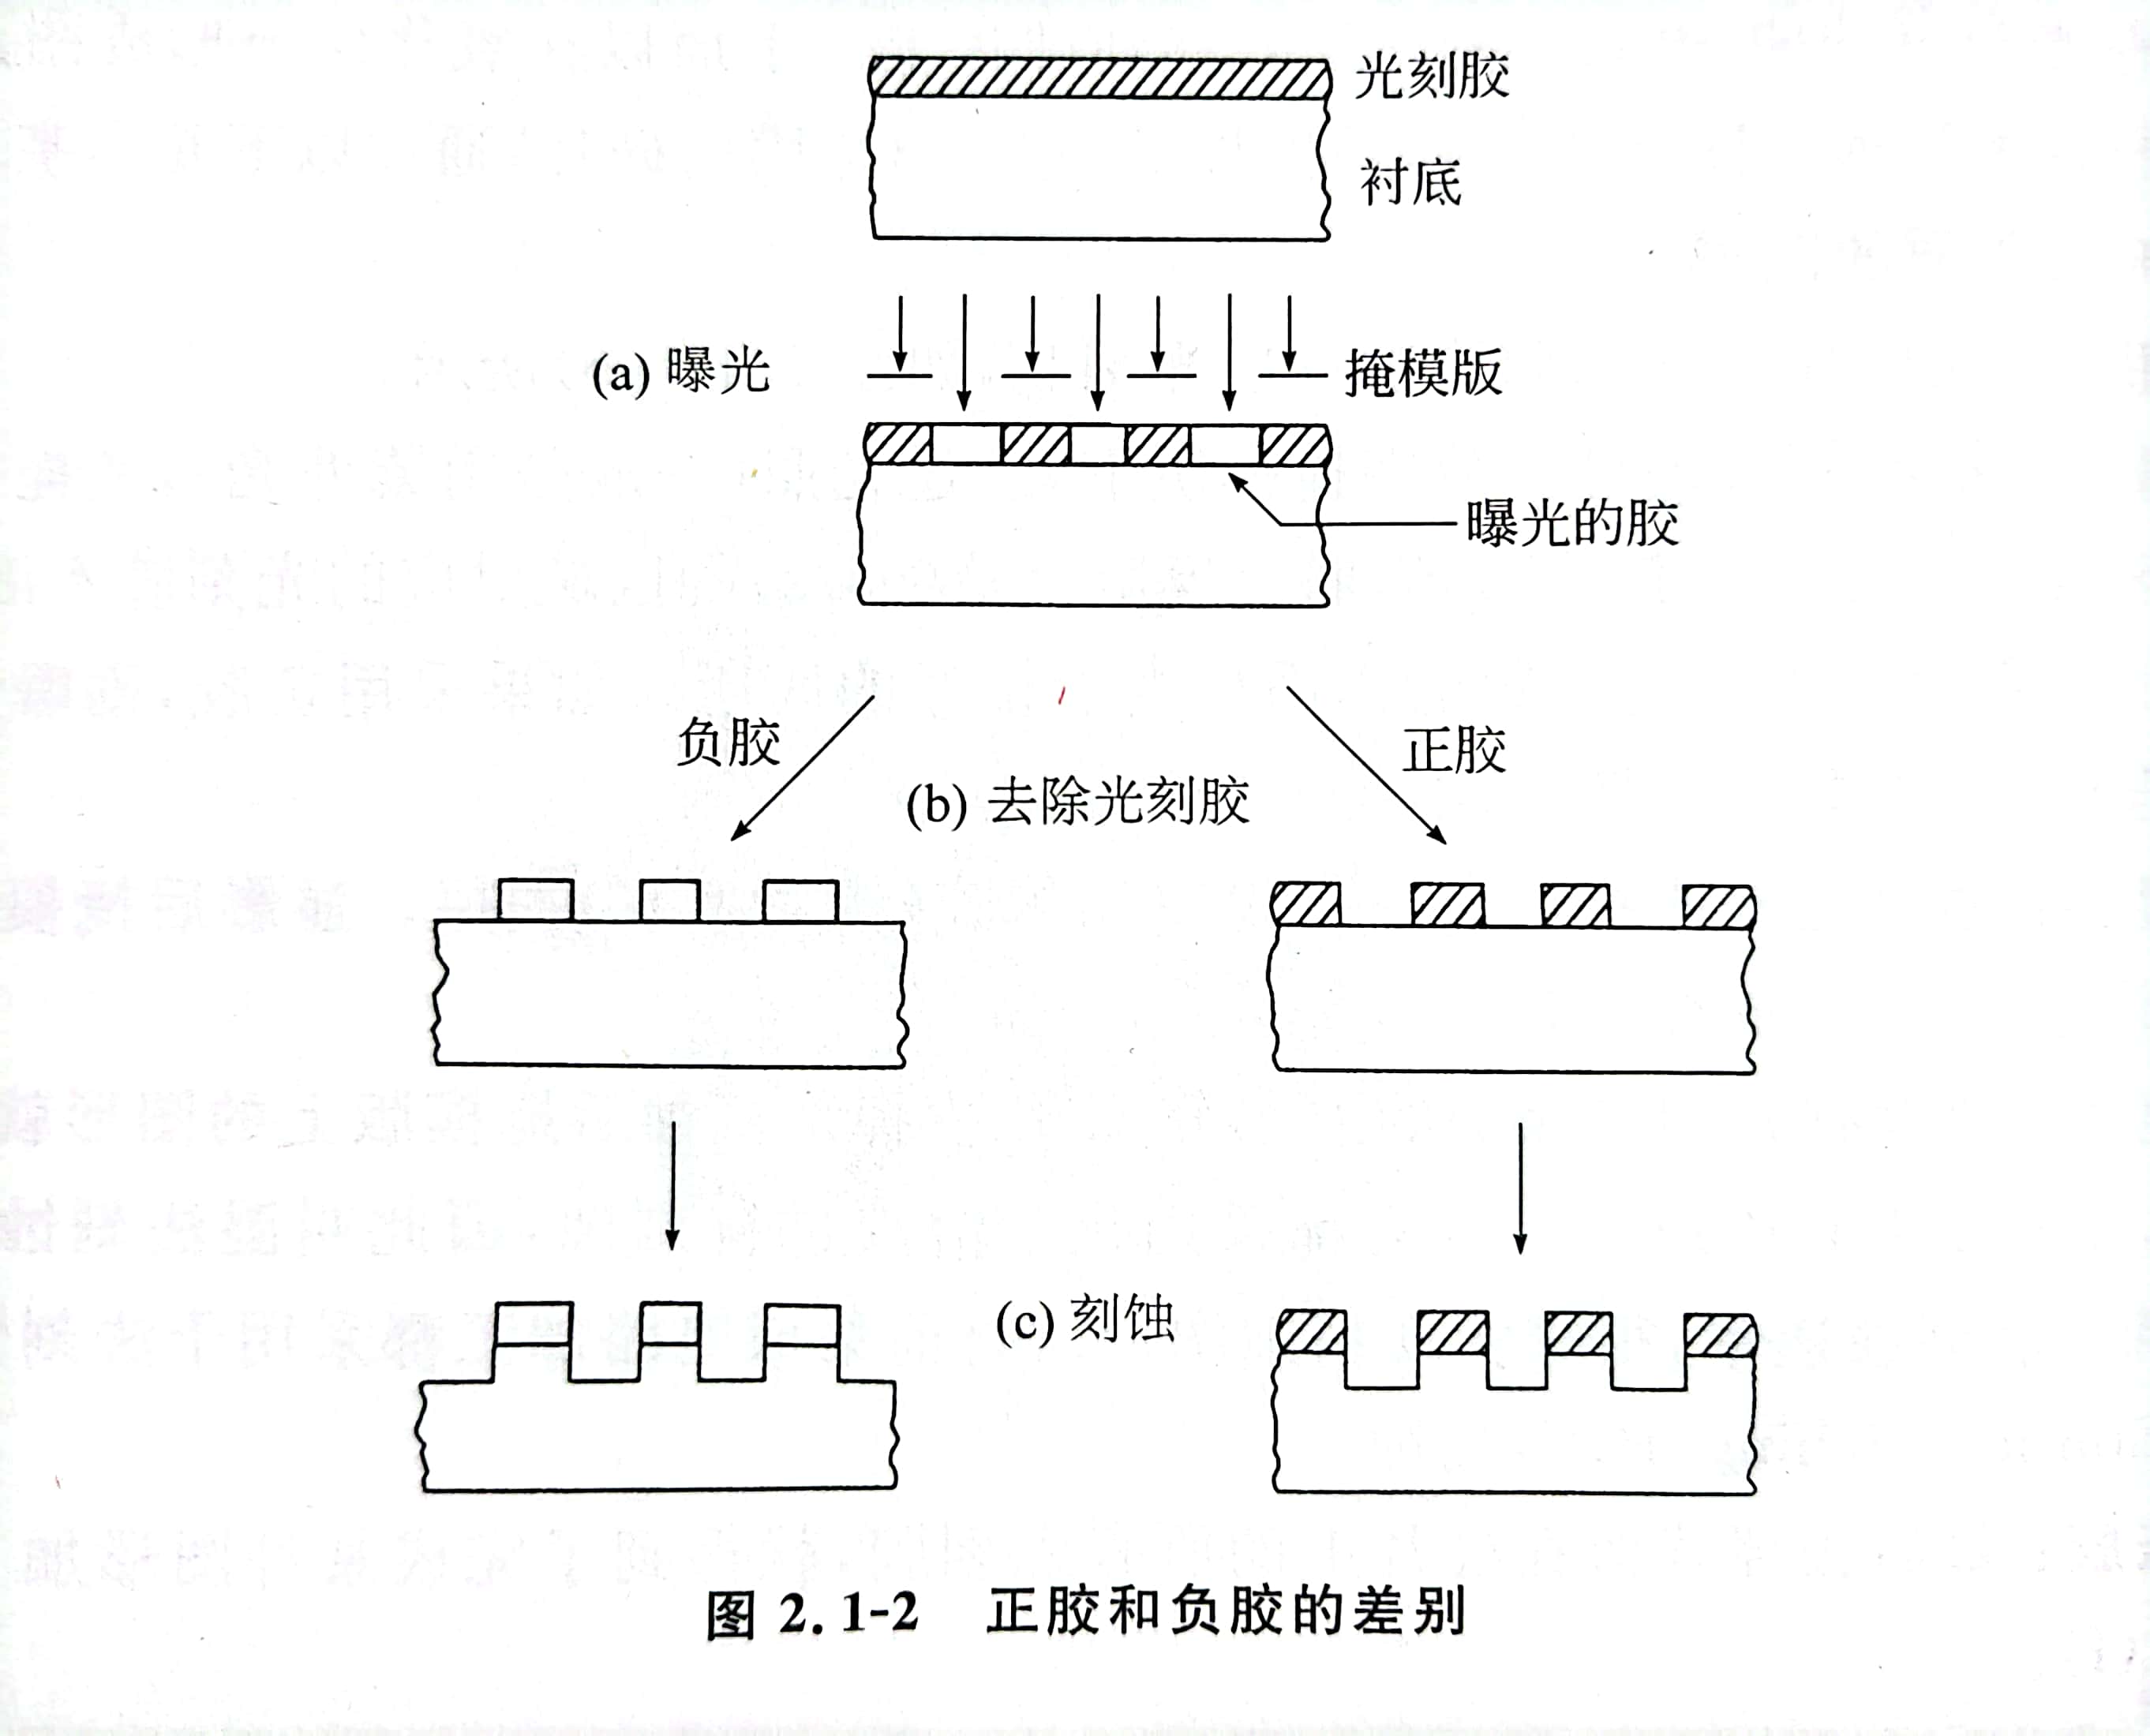 光刻胶
衬底
(a) 曝光
掩模版
曝光的胶
负胶
正胶
(b) 去除光刻胶
(c) 刻蚀
图 2.1-2 正胶和负胶的差别